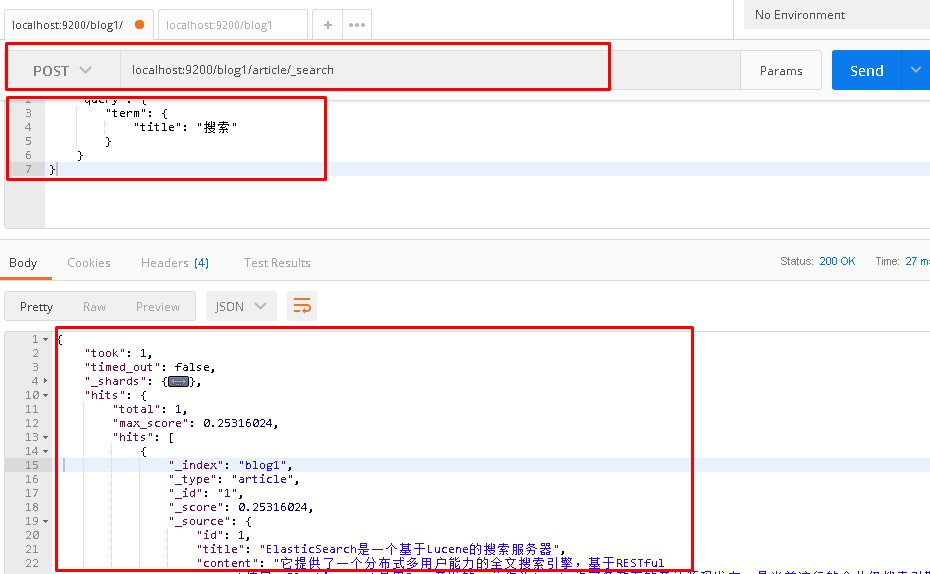 localhost:9200/blog1/
localhost:9200/blog1
No Environment
POST
localhost:9200/blog1/article/_search
Params
Send
2 "query": {
3 "term": {
4 "title": "搜索"
5 }
6 }
7 }
Body
Cookies
Headers (4)
Test Results
Status: 200 OK
Time: 27 ms
Pretty
Raw
Preview
JSON
1 {
2 "took": 1,
3 "timed_out": false,
4 "_shards": {},
10 "hits": {
11 "total": 1,
12 "max_score": 0.25316024,
13 "hits": [
14 {
15 "_index": "blog1",
16 "_type": "article",
17 "_id": "1",
18 "_score": 0.25316024,
19 "_source": {
20 "id": 1,
21 "title": "ElasticSearch是一个基于Lucene的搜索服务器",
22 "content": "它提供了一个分布式多用户能力的全文搜索引擎，基于RESTful